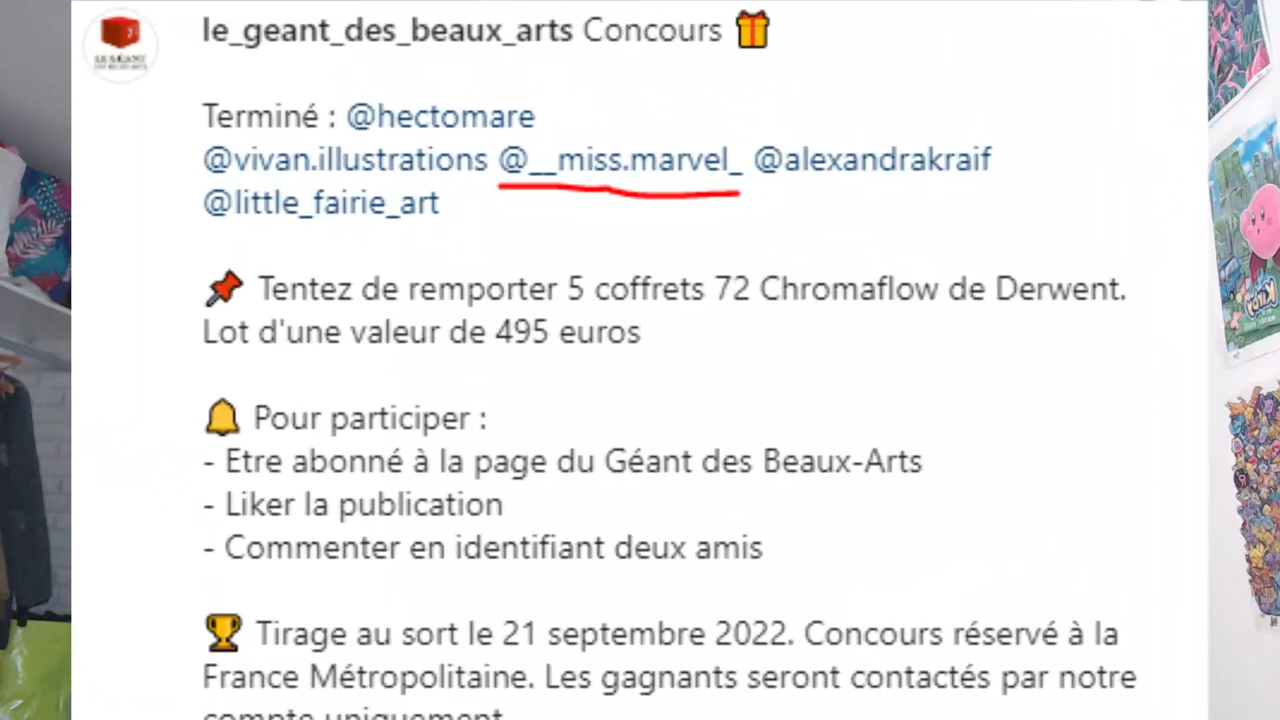 le_geant_des_beaux_arts Concours 🎁
Terminé : @hectomare
@vivan.illustrations @__miss.marvel_ @alexandrakraif
@little_fairie_art
📌 Tentez de remporter 5 coffrets 72 Chromaflow de Derwent.
Lot d'une valeur de 495 euros
🔔 Pour participer :
- Etre abonné à la page du Géant des Beaux-Arts
- Liker la publication
- Commenter en identifiant deux amis
🏆 Tirage au sort le 21 septembre 2022. Concours réservé à la
France Métropolitaine. Les gagnants seront contactés par notre
compte uniquement